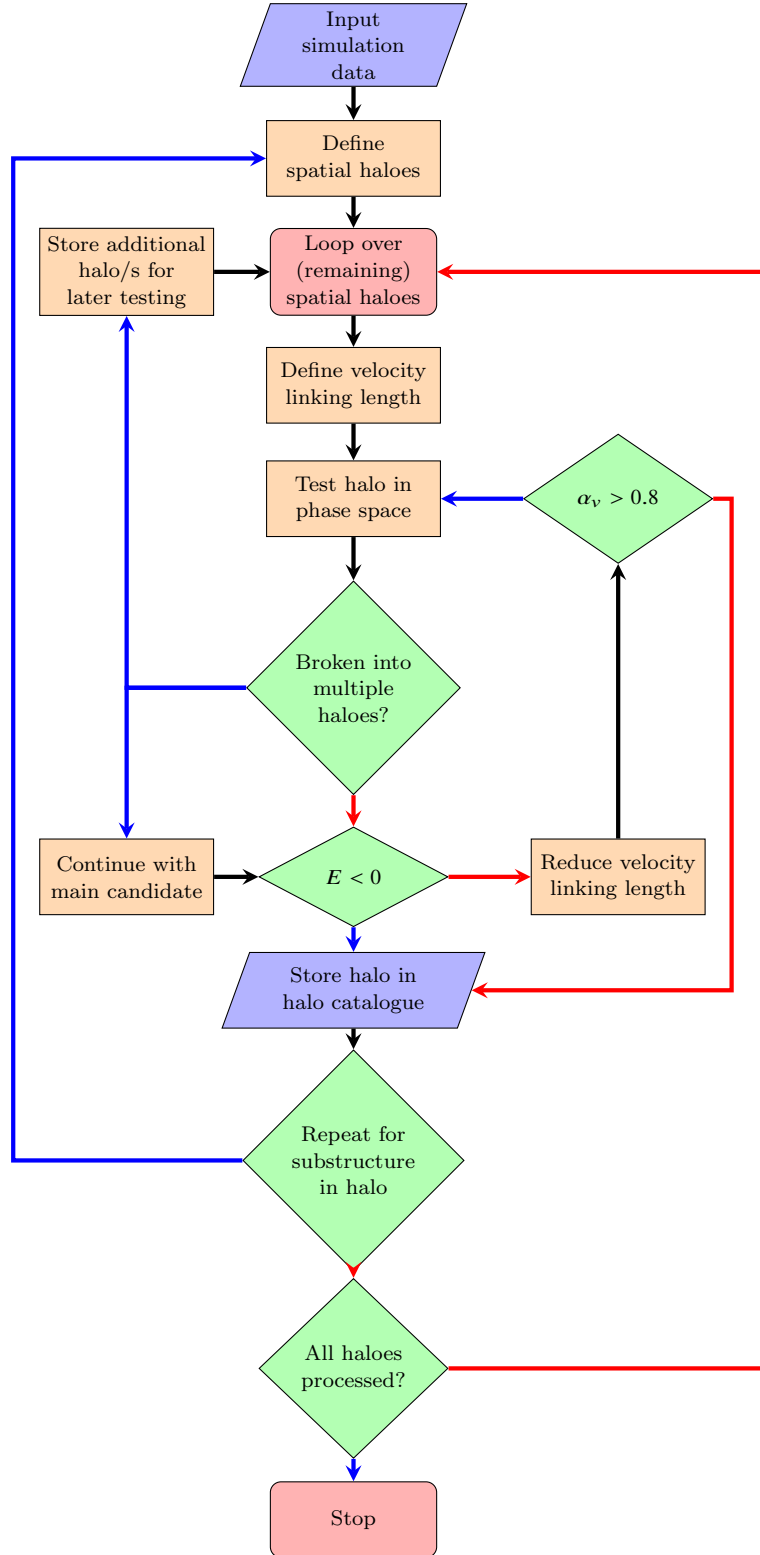 Input
simulation
data
Define
spatial haloes
Store additional
halo/s for
later testing
Loop over
(remaining)
spatial haloes
Define velocity
linking length
Test halo in
phase space
αᵥ > 0.8
Broken into
multiple
haloes?
Continue with
main candidate
E < 0
Reduce velocity
linking length
Store halo in
halo catalogue
Repeat for
substructure
in halo
All haloes
processed?
Stop